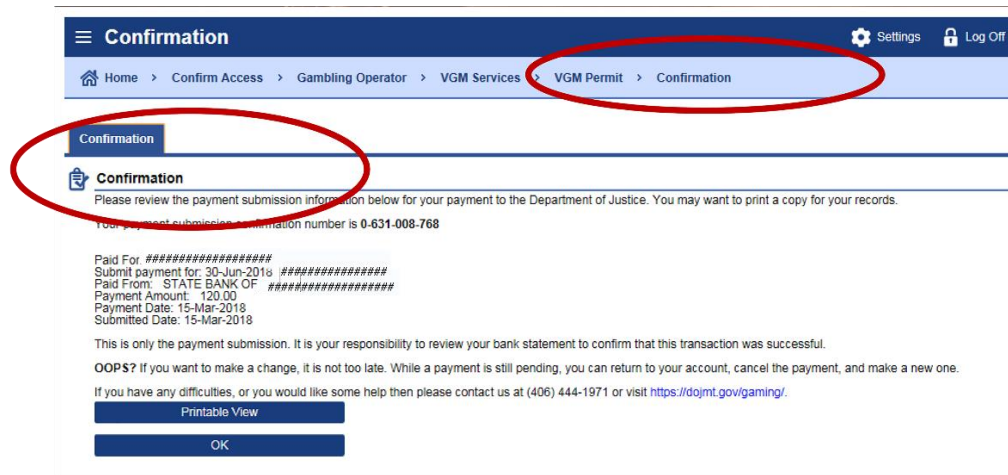 Confirmation
Settings
Log Off
Home > Confirm Access > Gambling Operator > VGM Services > VGM Permit > Confirmation
Confirmation
Confirmation
Please review the payment submission information below for your payment to the Department of Justice. You may want to print a copy for your records.
Your payment submission confirmation number is 0-631-008-768
Paid For: ###################
Submit payment for: 30-Jun-2018 ################
Paid From: STATE BANK OF ###################
Payment Amount: 120.00
Payment Date: 15-Mar-2018
Submitted Date: 15-Mar-2018
This is only the payment submission. It is your responsibility to review your bank statement to confirm that this transaction was successful.
OOPS? If you want to make a change, it is not too late. While a payment is still pending, you can return to your account, cancel the payment, and make a new one.
If you have any difficulties, or you would like some help then please contact us at (406) 444-1971 or visit https://dojmt.gov/gaming/.
Printable View
OK